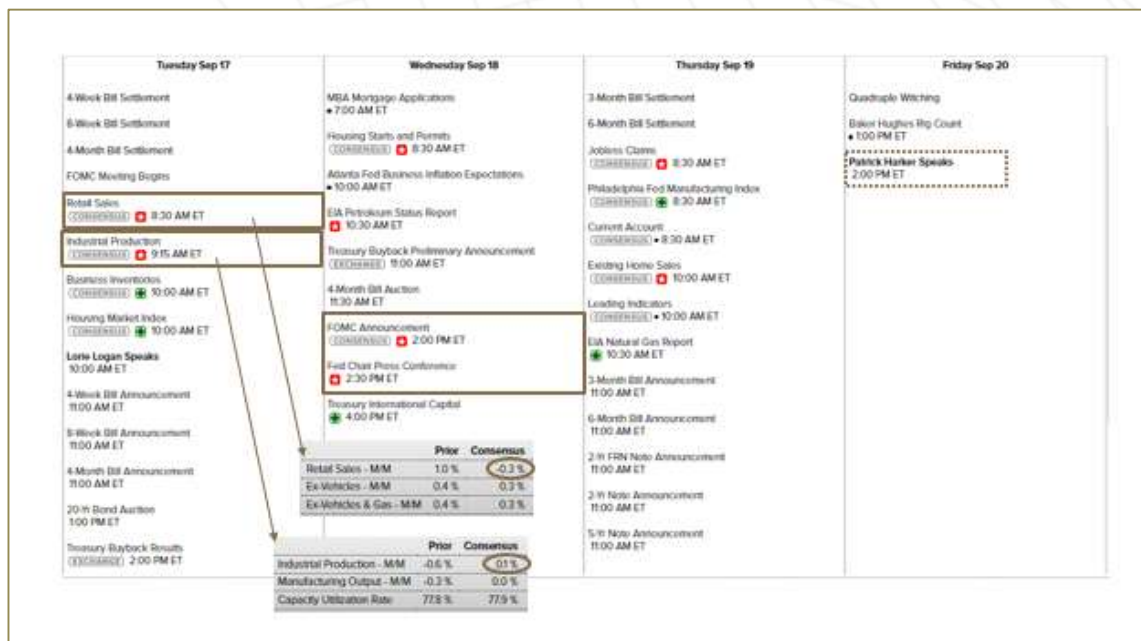 Tuesday Sep 17
4-Week Bill Settlement
8-Week Bill Settlement
4-Month Bill Settlement
FOMC Meeting Begins
Retail Sales
CONSENSUS 8:30 AM ET
Industrial Production
CONSENSUS 9:15 AM ET
Business Inventories
CONSENSUS 10:00 AM ET
Housing Market Index
CONSENSUS 10:00 AM ET
Lorie Logan Speaks
10:00 AM ET
4-Week Bill Announcement
11:00 AM ET
8-Week Bill Announcement
11:00 AM ET
4-Month Bill Announcement
11:00 AM ET
20-Yr Bond Auction
1:00 PM ET
Treasury Buyback Results
EXCHANGE 2:00 PM ET
Wednesday Sep 18
MBA Mortgage Applications
• 7:00 AM ET
Housing Starts and Permits
CONSENSUS 8:30 AM ET
Atlanta Fed Business Inflation Expectations
• 10:00 AM ET
EIA Petroleum Status Report
10:30 AM ET
Treasury Buyback Preliminary Announcement
EXCHANGE 11:00 AM ET
4-Month Bill Auction
11:30 AM ET
FOMC Announcement
CONSENSUS 2:00 PM ET
Fed Chair Press Conference
2:30 PM ET
Treasury International Capital
4:00 PM ET
Thursday Sep 19
3-Month Bill Settlement
6-Month Bill Settlement
Jobless Claims
CONSENSUS 8:30 AM ET
Philadelphia Fed Manufacturing Index
CONSENSUS 8:30 AM ET
Current Account
CONSENSUS • 8:30 AM ET
Existing Home Sales
CONSENSUS 10:00 AM ET
Leading Indicators
CONSENSUS • 10:00 AM ET
EIA Natural Gas Report
10:30 AM ET
3-Month Bill Announcement
11:00 AM ET
6-Month Bill Announcement
11:00 AM ET
2-Yr FRN Note Announcement
11:00 AM ET
2-Yr Note Announcement
11:00 AM ET
5-Yr Note Announcement
11:00 AM ET
Friday Sep 20
Quadruple Witching
Baker Hughes Rig Count
• 1:00 PM ET
Patrick Harker Speaks
2:00 PM ET
Prior Consensus
Retail Sales - M/M 1.0 % -0.3 %
Ex-Vehicles - M/M 0.4 % 0.3 %
Ex-Vehicles & Gas - M/M 0.4 % 0.3 %
Prior Consensus
Industrial Production - M/M -0.6 % 0.1 %
Manufacturing Output - M/M -0.3 % 0.0 %
Capacity Utilization Rate 77.8 % 77.9 %